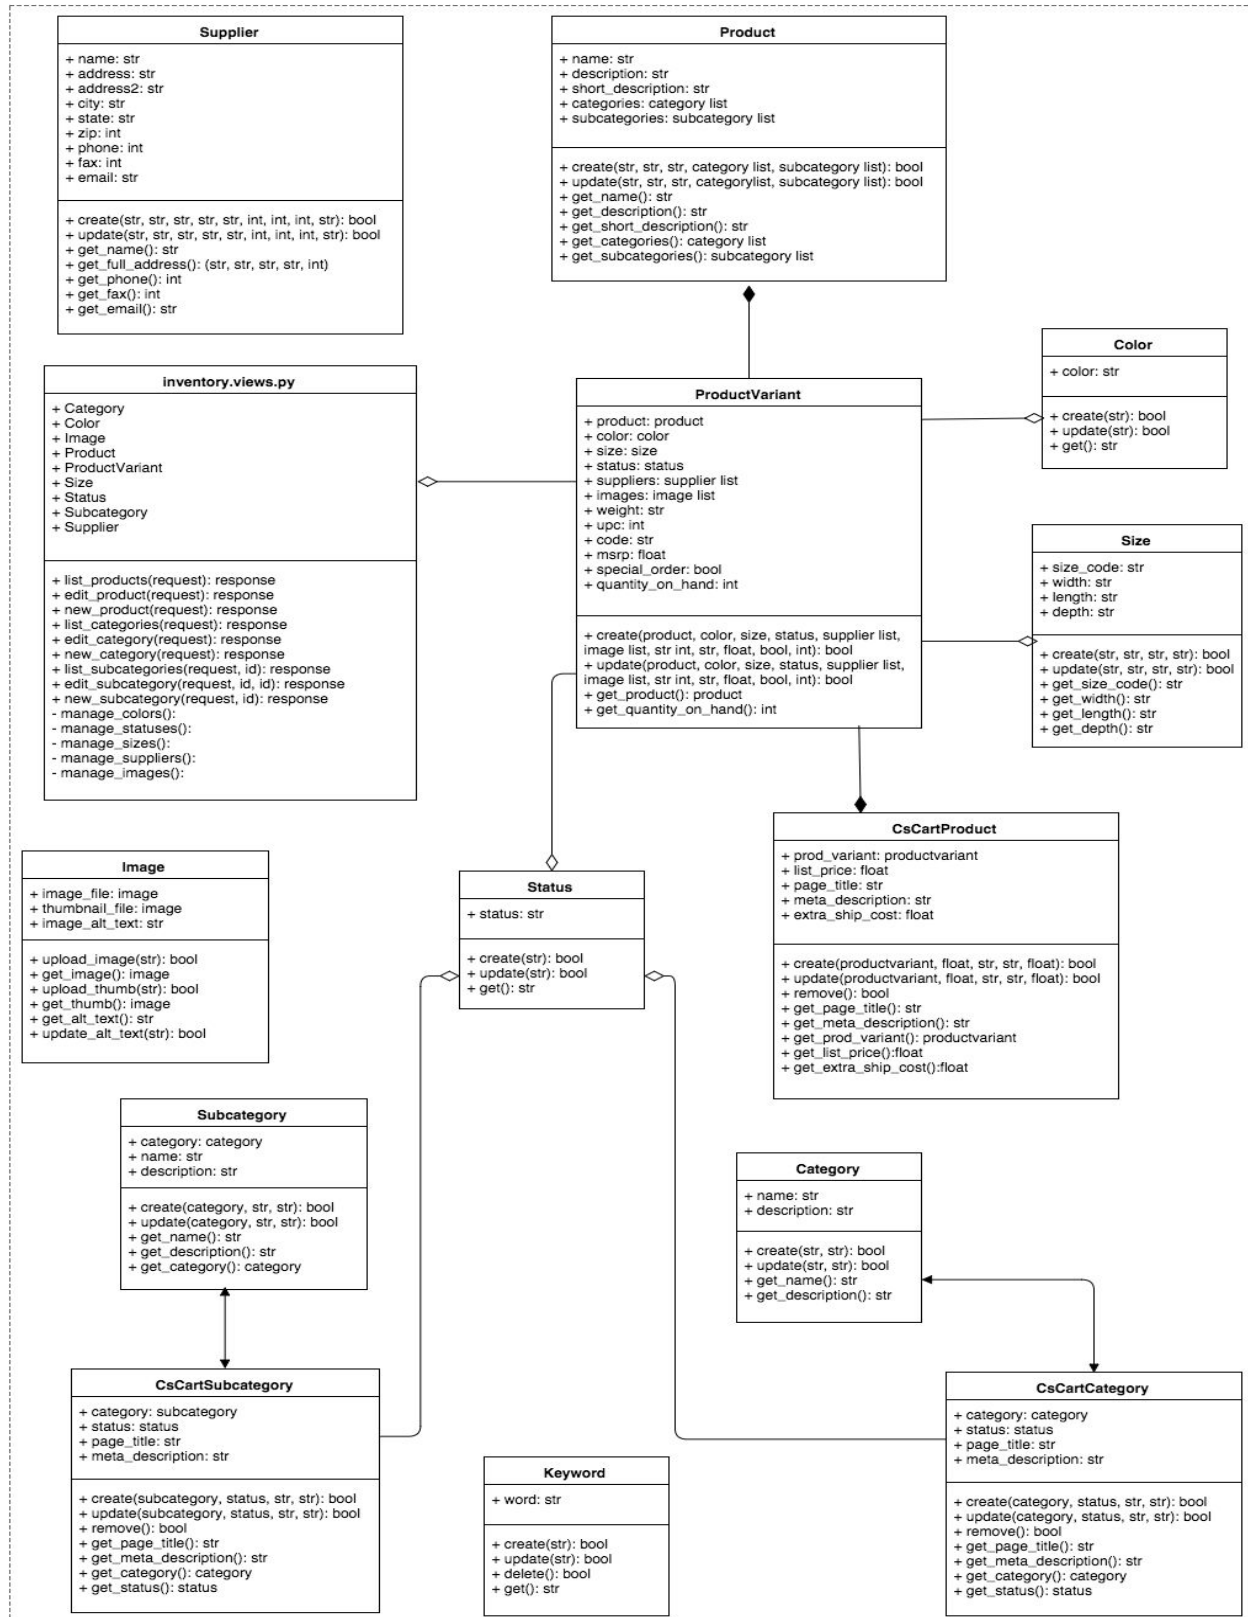 Supplier
+ name: str
+ address: str
+ address2: str
+ city: str
+ state: str
+ zip: int
+ phone: int
+ fax: int
+ email: str
+ create(str, str, str, str, str, int, int, int, str): bool
+ update(str, str, str, str, str, int, int, int, str): bool
+ get_name(): str
+ get_full_address(): (str, str, str, str, int)
+ get_phone(): int
+ get_fax(): int
+ get_email(): str
Product
+ name: str
+ description: str
+ short_description: str
+ categories: category list
+ subcategories: subcategory list
+ create(str, str, str, category list, subcategory list): bool
+ update(str, str, str, categorylist, subcategory list): bool
+ get_name(): str
+ get_description(): str
+ get_short_description(): str
+ get_categories(): category list
+ get_subcategories(): subcategory list
Color
+ color: str
+ create(str): bool
+ update(str): bool
+ get(): str
inventory.views.py
+ Category
+ Color
+ Image
+ Product
+ ProductVariant
+ Size
+ Status
+ Subcategory
+ Supplier
+ list_products(request): response
+ edit_product(request): response
+ new_product(request): response
+ list_categories(request): response
+ edit_category(request): response
+ new_category(request): response
+ list_subcategories(request, id): response
+ edit_subcategory(request, id, id): response
+ new_subcategory(request, id): response
- manage_colors():
- manage_statuses():
- manage_sizes():
- manage_suppliers():
- manage_images():
ProductVariant
+ product: product
+ color: color
+ size: size
+ status: status
+ suppliers: supplier list
+ images: image list
+ weight: str
+ upc: int
+ code: str
+ msrp: float
+ special_order: bool
+ quantity_on_hand: int
+ create(product, color, size, status, supplier list,
image list, str int, str, float, bool, int): bool
+ update(product, color, size, status, supplier list,
image list, str int, str, float, bool, int): bool
+ get_product(): product
+ get_quantity_on_hand(): int
Size
+ size_code: str
+ width: str
+ length: str
+ depth: str
+ create(str, str, str, str): bool
+ update(str, str, str, str): bool
+ get_size_code(): str
+ get_width(): str
+ get_length(): str
+ get_depth(): str
CsCartProduct
+ prod_variant: productvariant
+ list_price: float
+ page_title: str
+ meta_description: str
+ extra_ship_cost: float
+ create(productvariant, float, str, str, float): bool
+ update(productvariant, float, str, str, float): bool
+ remove(): bool
+ get_page_title(): str
+ get_meta_description(): str
+ get_prod_variant(): productvariant
+ get_list_price():float
+ get_extra_ship_cost():float
Image
+ image_file: image
+ thumbnail_file: image
+ image_alt_text: str
+ upload_image(str): bool
+ get_image(): image
+ upload_thumb(str): bool
+ get_thumb(): image
+ get_alt_text(): str
+ update_alt_text(str): bool
Status
+ status: str
+ create(str): bool
+ update(str): bool
+ get(): str
Subcategory
+ category: category
+ name: str
+ description: str
+ create(category, str, str): bool
+ update(category, str, str): bool
+ get_name(): str
+ get_description(): str
+ get_category(): category
Category
+ name: str
+ description: str
+ create(str, str): bool
+ update(str, str): bool
+ get_name(): str
+ get_description(): str
CsCartSubcategory
+ category: subcategory
+ status: status
+ page_title: str
+ meta_description: str
+ create(subcategory, status, str, str): bool
+ update(subcategory, status, str, str): bool
+ remove(): bool
+ get_page_title(): str
+ get_meta_description(): str
+ get_category(): category
+ get_status(): status
Keyword
+ word: str
+ create(str): bool
+ update(str): bool
+ delete(): bool
+ get(): str
CsCartCategory
+ category: category
+ status: status
+ page_title: str
+ meta_description: str
+ create(category, status, str, str): bool
+ update(category, status, str, str): bool
+ remove(): bool
+ get_page_title(): str
+ get_meta_description(): str
+ get_category(): category
+ get_status(): status